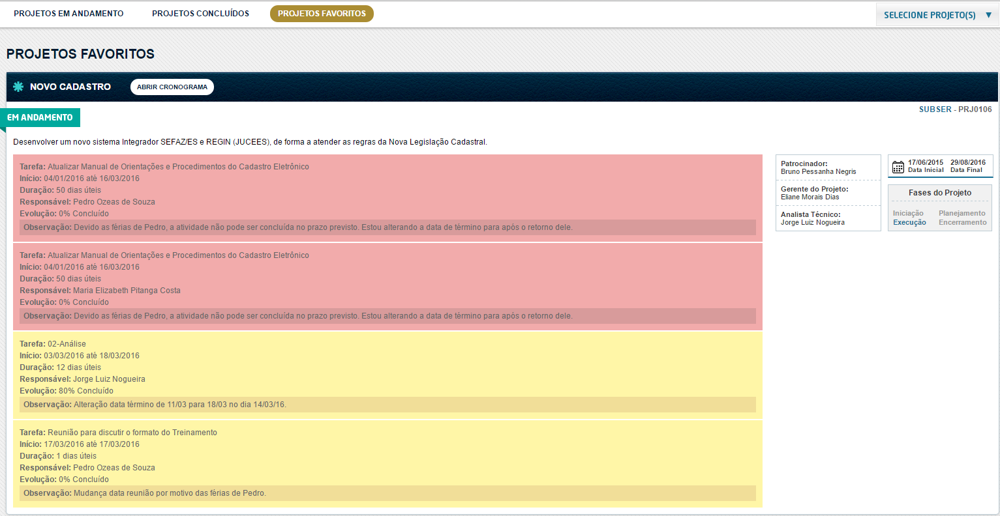 PROJETOS EM ANDAMENTO PROJETOS CONCLUÍDOS PROJETOS FAVORITOS SELECIONE PROJETO(S) ▼
PROJETOS FAVORITOS
NOVO CADASTRO ABRIR CRONOGRAMA
EM ANDAMENTO
SUBSER - PRJ0106
Desenvolver um novo sistema Integrador SEFAZ/ES e REGIN (JUCEES), de forma a atender as regras da Nova Legislação Cadastral.
Tarefa: Atualizar Manual de Orientações e Procedimentos do Cadastro Eletrônico
Início: 04/01/2016 até 16/03/2016
Duração: 50 dias úteis
Responsável: Pedro Ozeas de Souza
Evolução: 0% Concluído
Observação: Devido as férias de Pedro, a atividade não pode ser concluída no prazo previsto. Estou alterando a data de término para após o retorno dele.
Tarefa: Atualizar Manual de Orientações e Procedimentos do Cadastro Eletrônico
Início: 04/01/2016 até 16/03/2016
Duração: 50 dias úteis
Responsável: Maria Elizabeth Pitanga Costa
Evolução: 0% Concluído
Observação: Devido as férias de Pedro, a atividade não pode ser concluída no prazo previsto. Estou alterando a data de término para após o retorno dele.
Tarefa: 02-Análise
Início: 03/03/2016 até 18/03/2016
Duração: 12 dias úteis
Responsável: Jorge Luiz Nogueira
Evolução: 80% Concluído
Observação: Alteração data término de 11/03 para 18/03 no dia 14/03/16.
Tarefa: Reunião para discutir o formato do Treinamento
Início: 17/03/2016 até 17/03/2016
Duração: 1 dias úteis
Responsável: Pedro Ozeas de Souza
Evolução: 0% Concluído
Observação: Mudança data reunião por motivo das férias de Pedro.
Patrocinador:
Bruno Pessanha Negris
Gerente do Projeto:
Eliane Morais Dias
Analista Técnico:
Jorge Luiz Nogueira
17/06/2015 29/08/2016
Data Inicial Data Final
Fases do Projeto
Iniciação Planejamento
Execução Encerramento